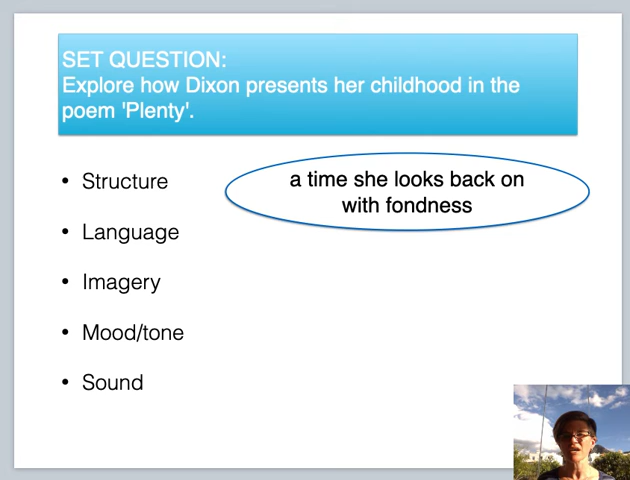 SET QUESTION:
Explore how Dixon presents her childhood in the
poem 'Plenty'.
• Structure
a time she looks back on
with fondness
• Language
• Imagery
• Mood/tone
• Sound